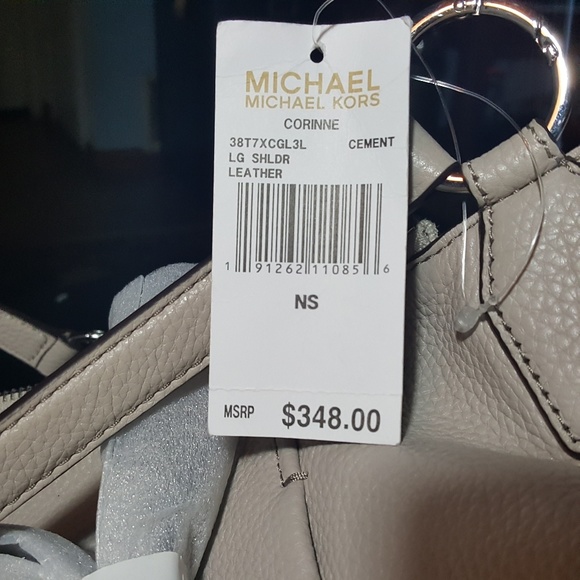 MICHAEL
MICHAEL KORS
CORINNE
38T7XCGL3L CEMENT
LG SHLDR
LEATHER
1 91262 11085 6
NS
MSRP $348.00